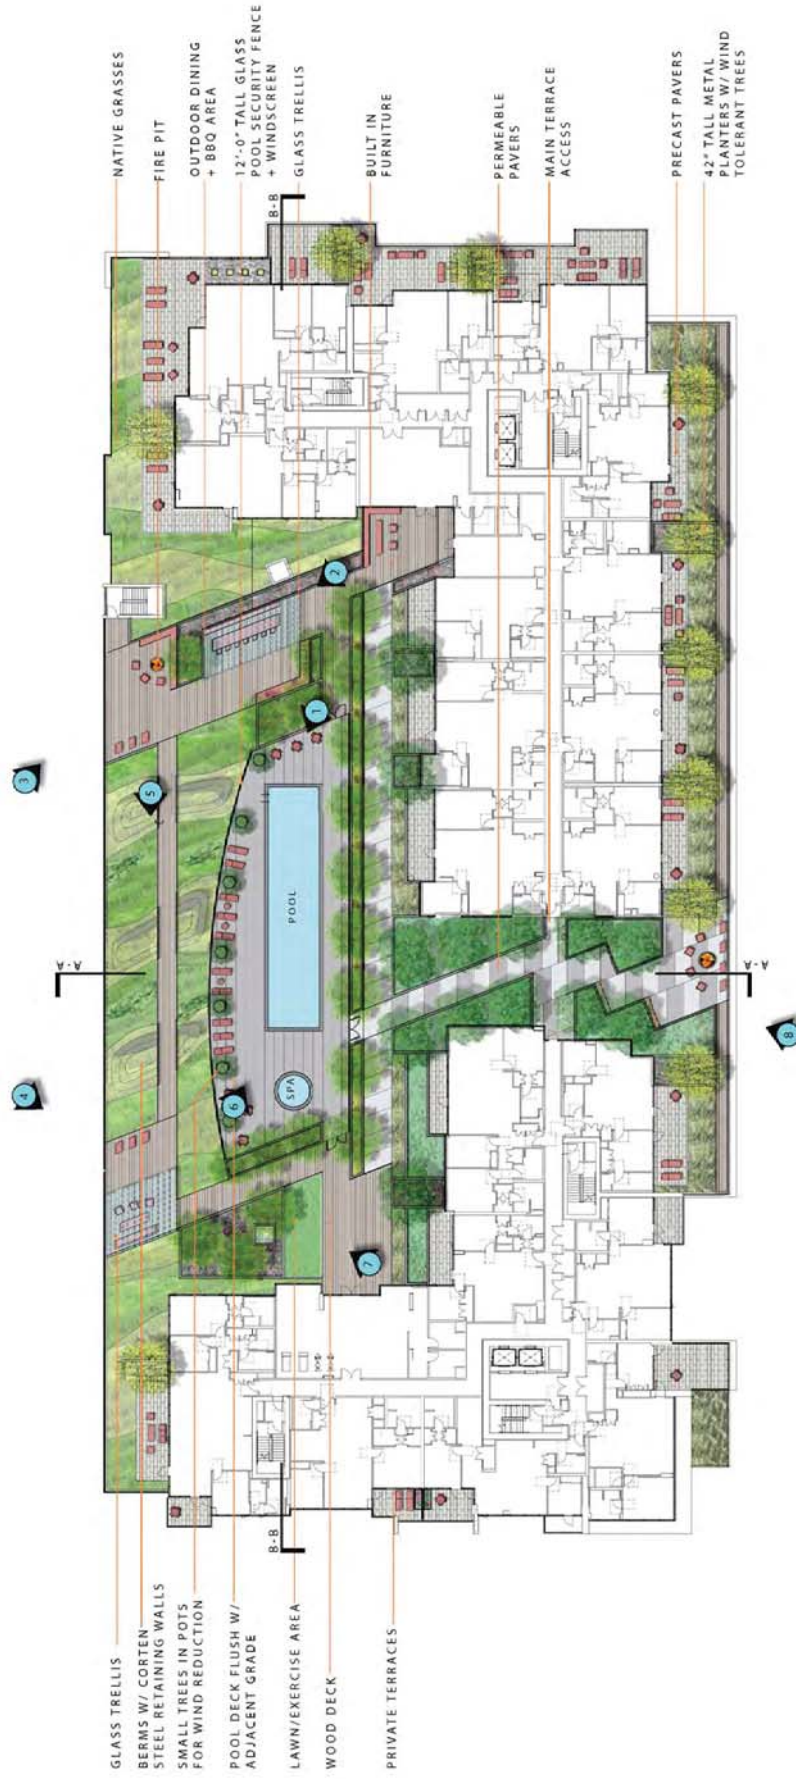 NATIVE GRASSES
FIRE PIT
OUTDOOR DINING
+ BBQ AREA
12'-0" TALL GLASS
POOL SECURITY FENCE
+ WINDSCREEN
GLASS TRELLIS
B-B
BUILT IN
FURNITURE
PERMEABLE
PAVERS
MAIN TERRACE
ACCESS
PRECAST PAVERS
42" TALL METAL
PLANTERS W/ WIND
TOLERANT TREES
3
5
2
1
A-A
POOL
A-A
4
6
SPA
8
7
B-B
GLASS TRELLIS
BERMS W/ CORTEN
STEEL RETAINING WALLS
SMALL TREES IN POTS
FOR WIND REDUCTION
POOL DECK FLUSH W/
ADJACENT GRADE
LAWN/EXERCISE AREA
WOOD DECK
PRIVATE TERRACES